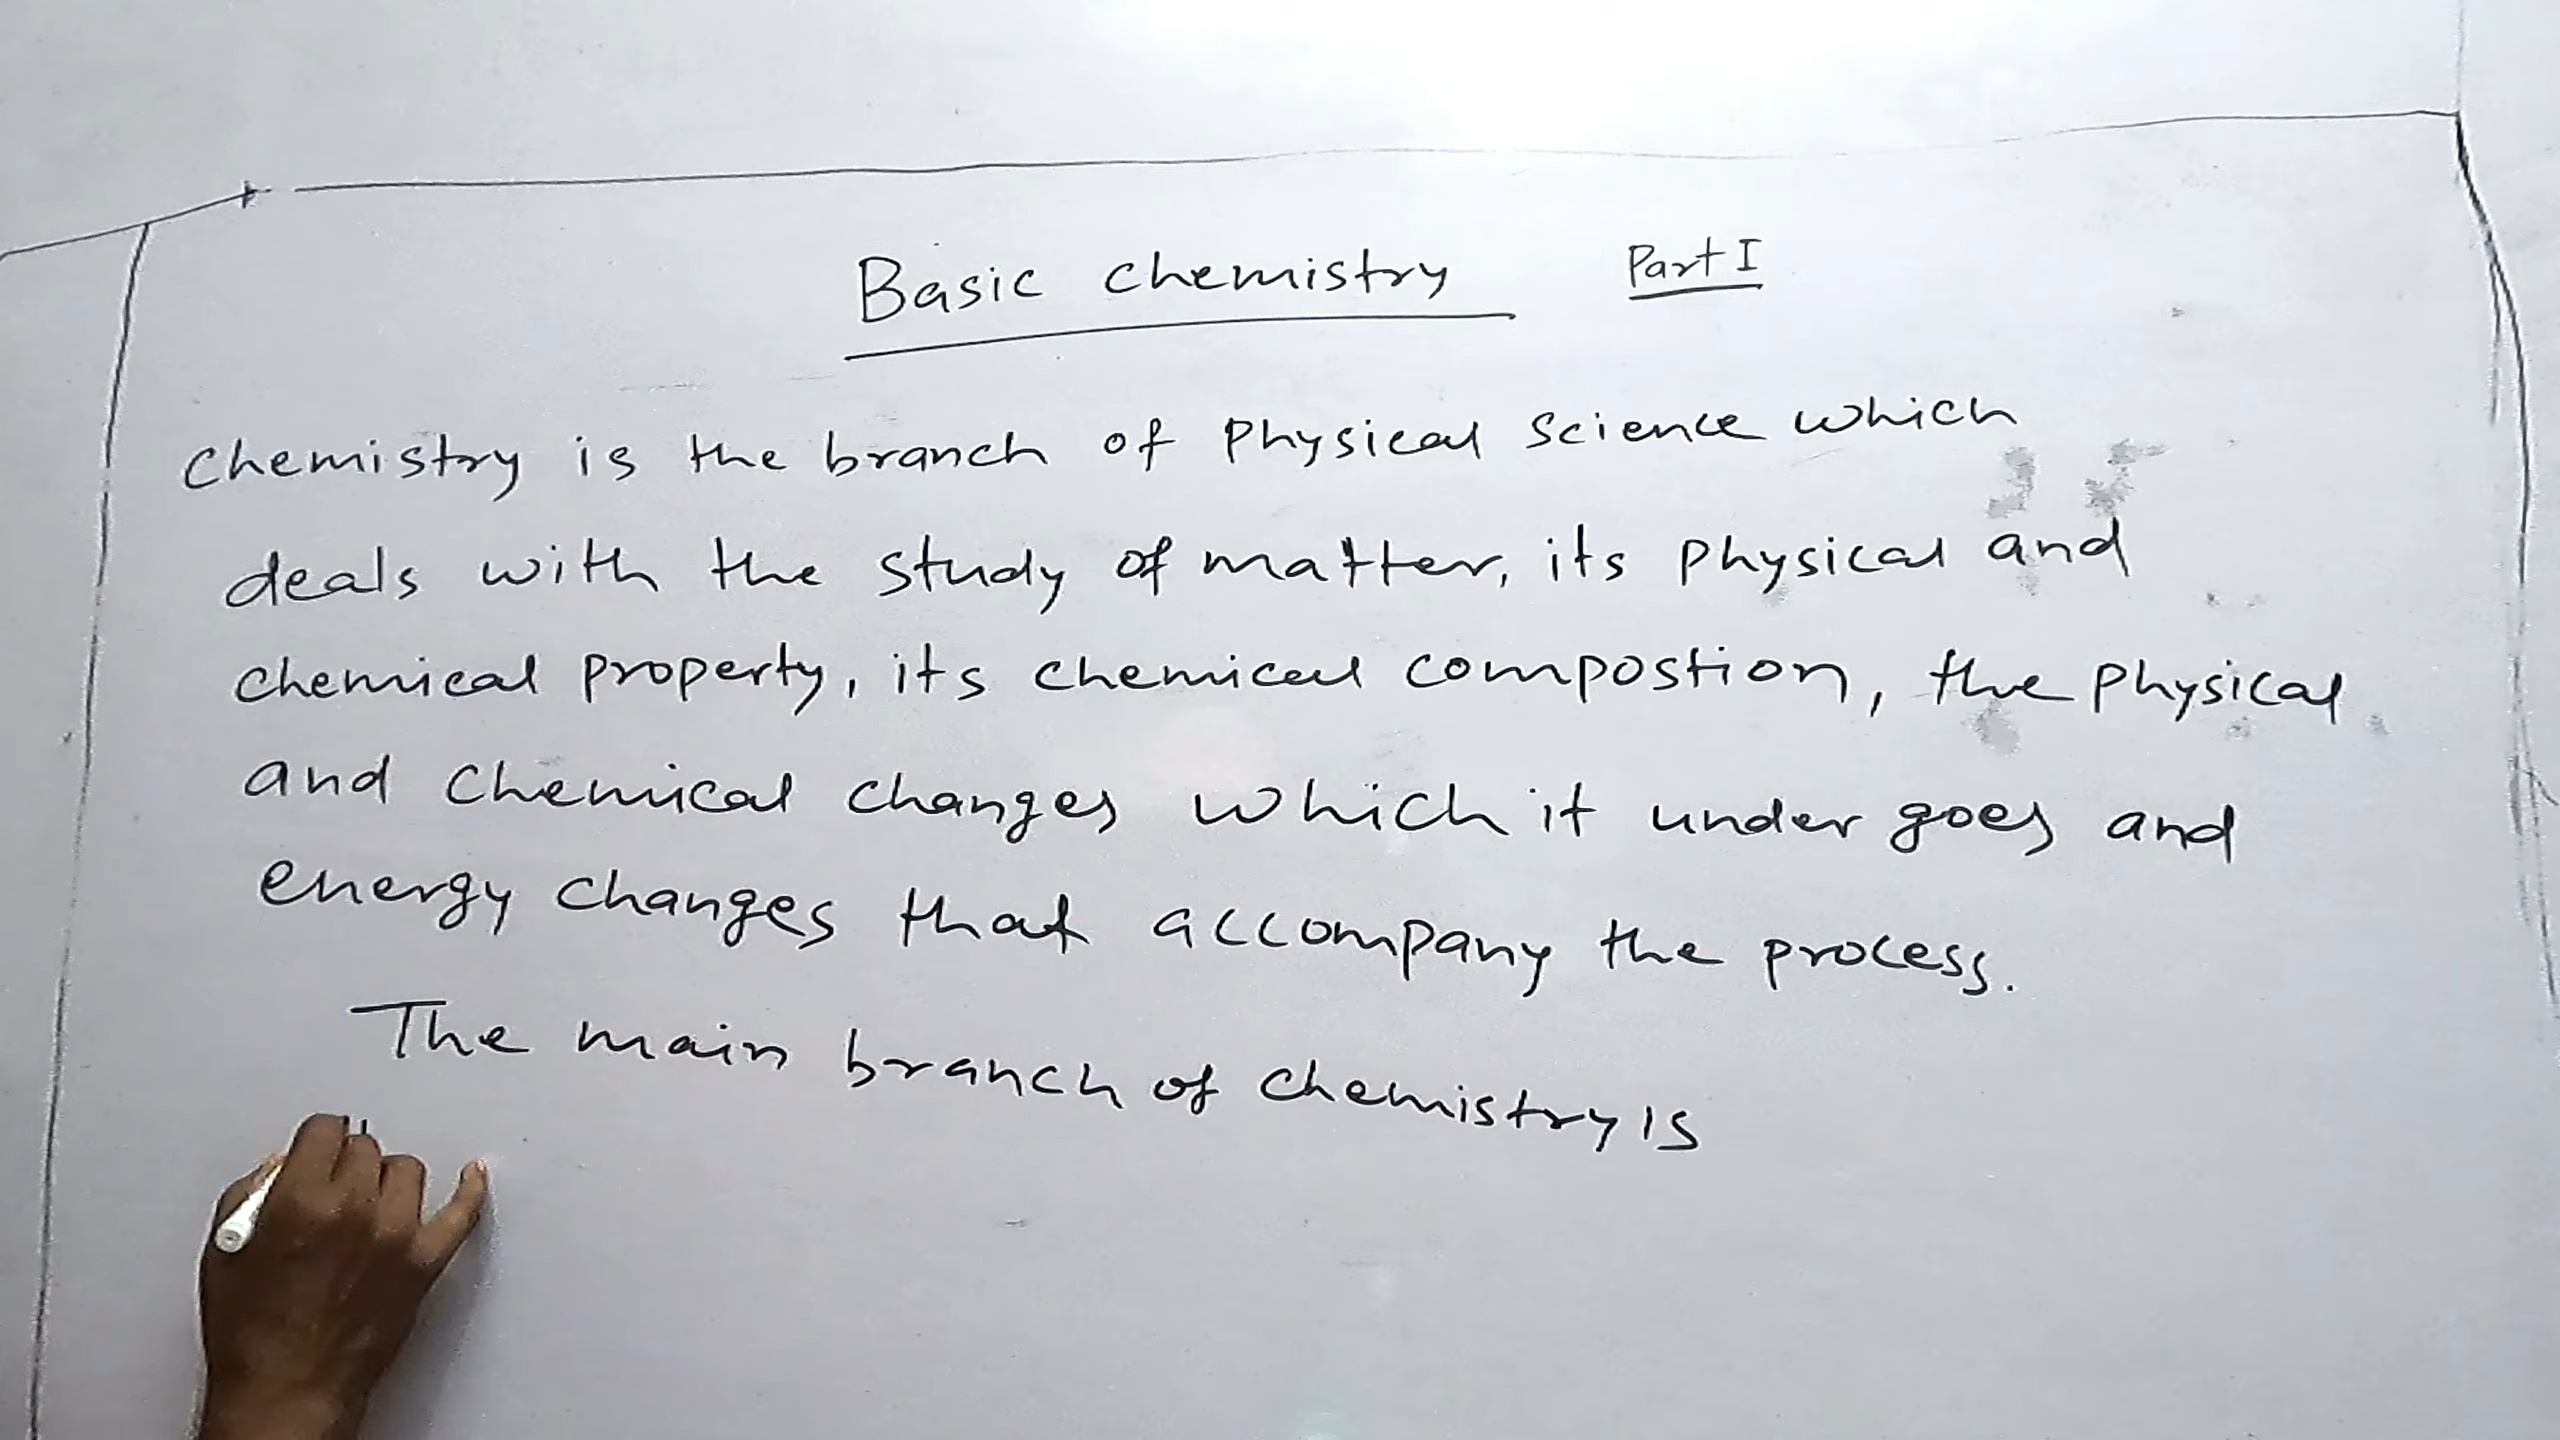 Basic chemistry Part I
chemistry is the branch of physical science which
deals with the study of matter, its physical and
chemical property, its chemical compostion, the physical
and chemical changes which it under goes and
energy changes that accompany the process.
The main branch of chemistry is